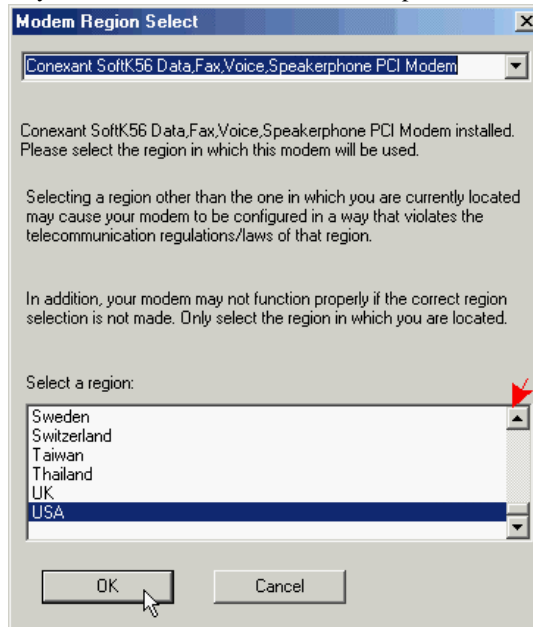 Modem Region Select
Conexant SoftK56 Data,Fax,Voice,Speakerphone PCI Modem
Conexant SoftK56 Data,Fax,Voice,Speakerphone PCI Modem installed.
Please select the region in which this modem will be used.
Selecting a region other than the one in which you are currently located
may cause your modem to be configured in a way that violates the
telecommunication regulations/laws of that region.
In addition, your modem may not function properly if the correct region
selection is not made. Only select the region in which you are located.
Select a region:
Sweden
Switzerland
Taiwan
Thailand
UK
USA
OK
Cancel